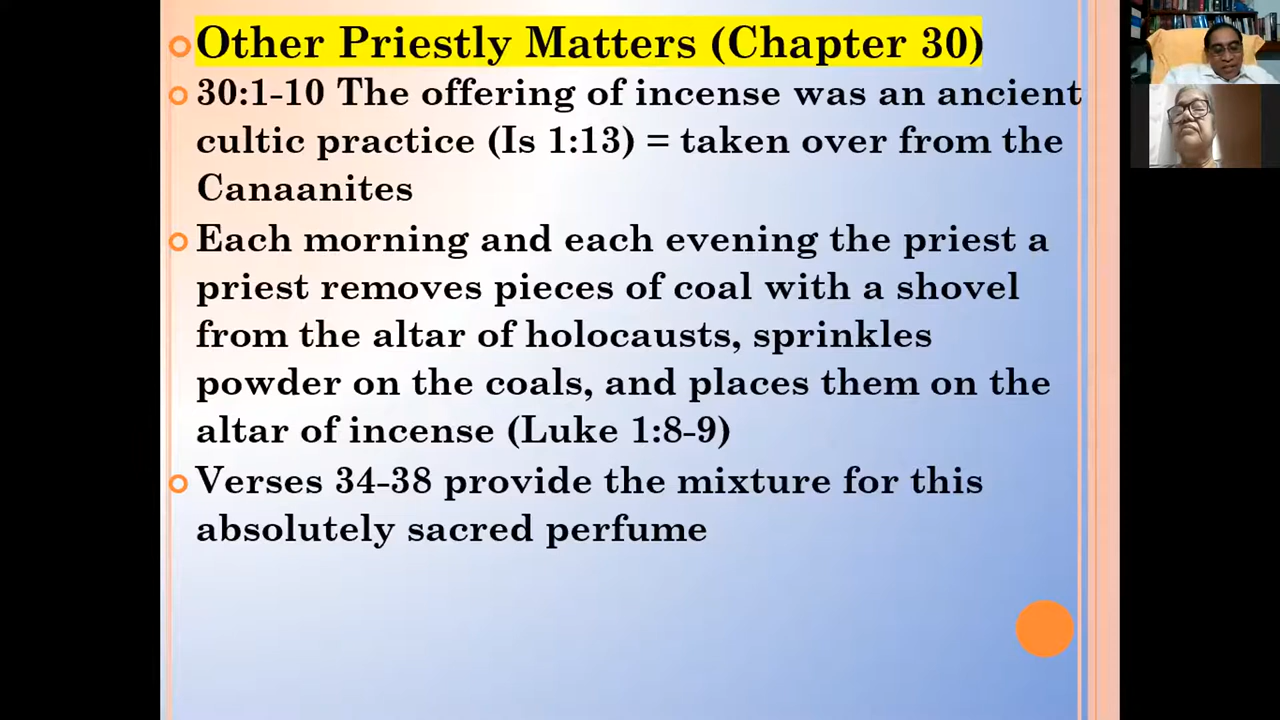 Other Priestly Matters (Chapter 30)
30:1-10 The offering of incense was an ancient
cultic practice (Is 1:13) = taken over from the
Canaanites
Each morning and each evening the priest a
priest removes pieces of coal with a shovel
from the altar of holocausts, sprinkles
powder on the coals, and places them on the
altar of incense (Luke 1:8-9)
Verses 34-38 provide the mixture for this
absolutely sacred perfume